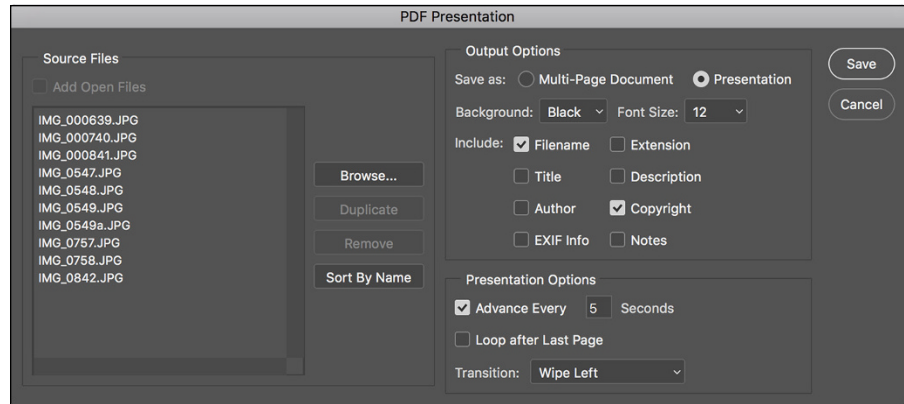 PDF Presentation
Source Files
Add Open Files
IMG_000639.JPG
IMG_000740.JPG
IMG_000841.JPG
IMG_0547.JPG
IMG_0548.JPG
IMG_0549.JPG
IMG_0549a.JPG
IMG_0757.JPG
IMG_0758.JPG
IMG_0842.JPG
Browse...
Duplicate
Remove
Sort By Name
Output Options
Save as: Multi-Page Document Presentation
Background: Black Font Size: 12
Include: Filename Extension
Title Description
Author Copyright
EXIF Info Notes
Presentation Options
Advance Every 5 Seconds
Loop after Last Page
Transition: Wipe Left
Save
Cancel